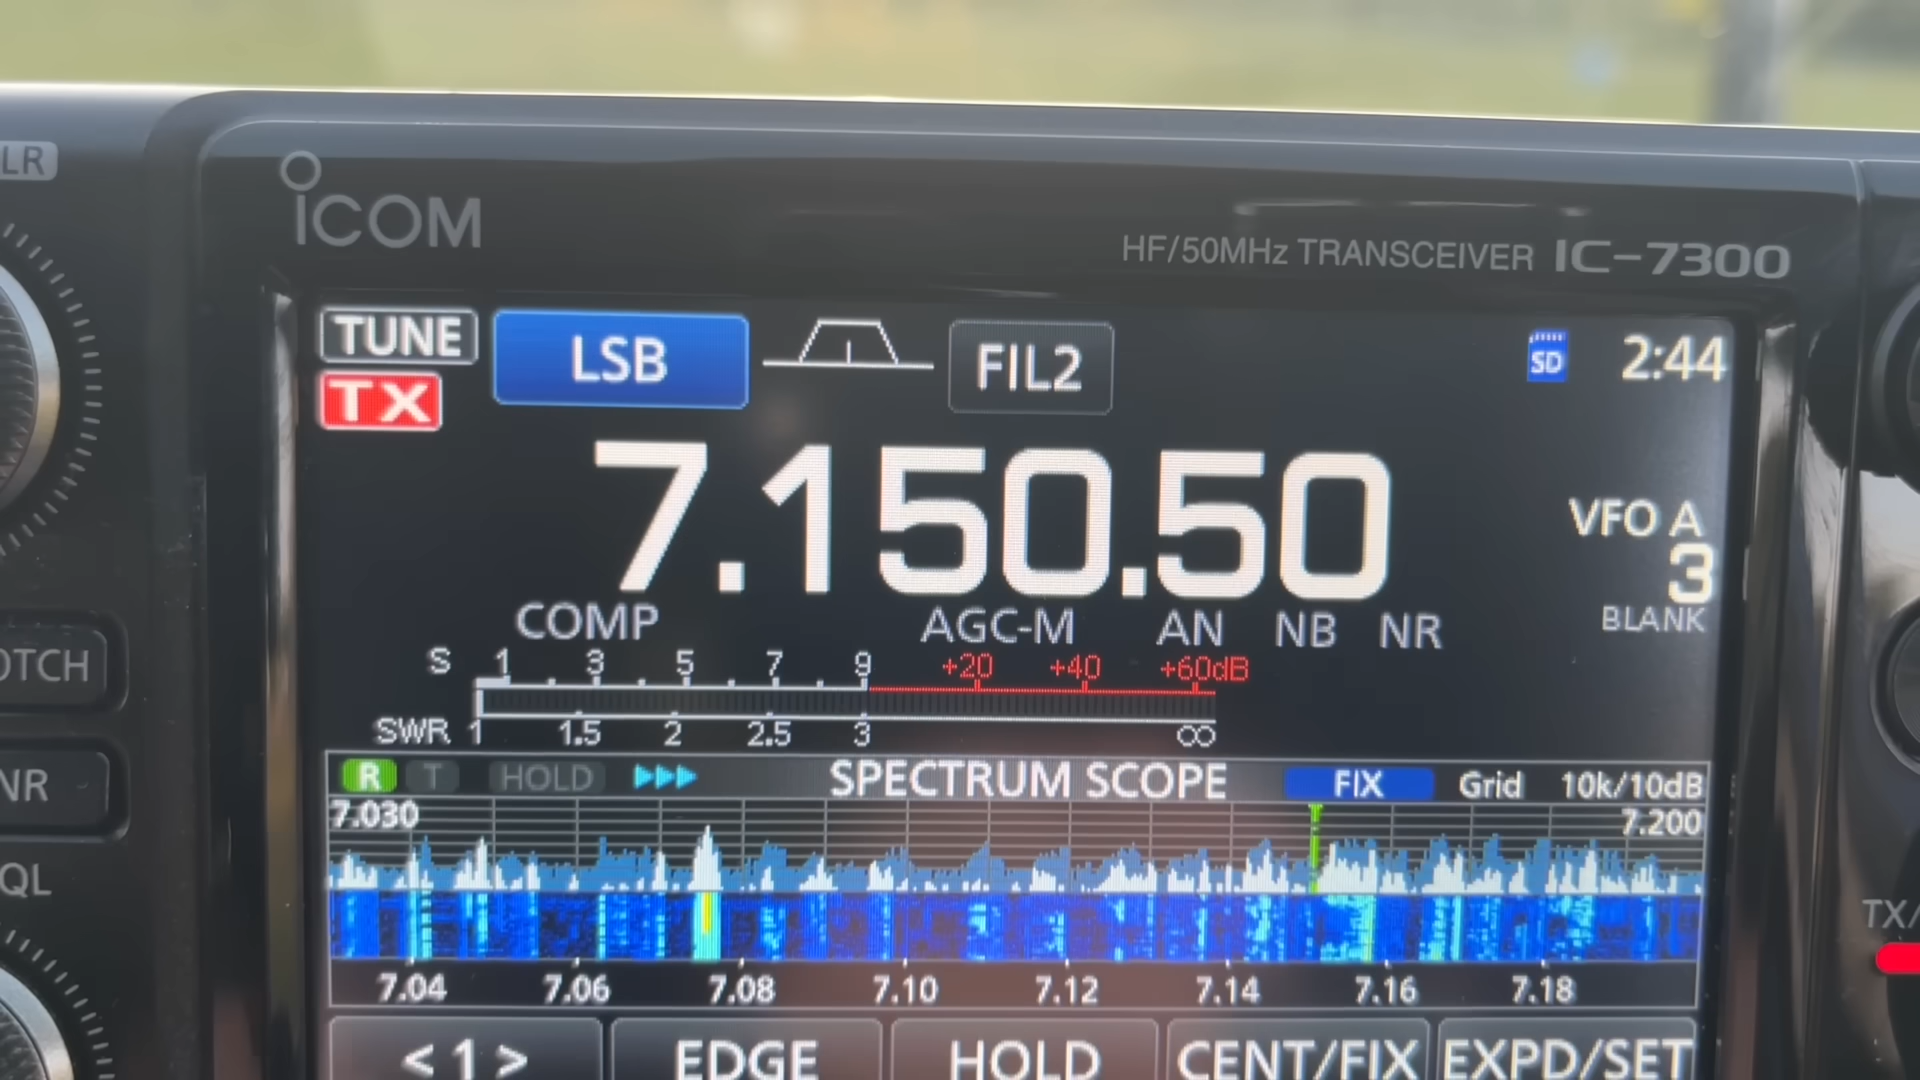 LR
ICOM
HF/50MHz TRANSCEIVER IC-7300
TUNE LSB FIL2 SD 2:44
TX
7.150.50
VFO A
3
BLANK
COMP AGC-M AN NB NR
OTCH
S 1 3 5 7 9 +20 +40 +60dB
SWR 1 1.5 2 2.5 3 ∞
NR
R T HOLD SPECTRUM SCOPE FIX Grid 10k/10dB
7.030 7.200
QL
TX/
7.04 7.06 7.08 7.10 7.12 7.14 7.16 7.18
< 1 > EDGE HOLD CENT/FIX EXPD/SET